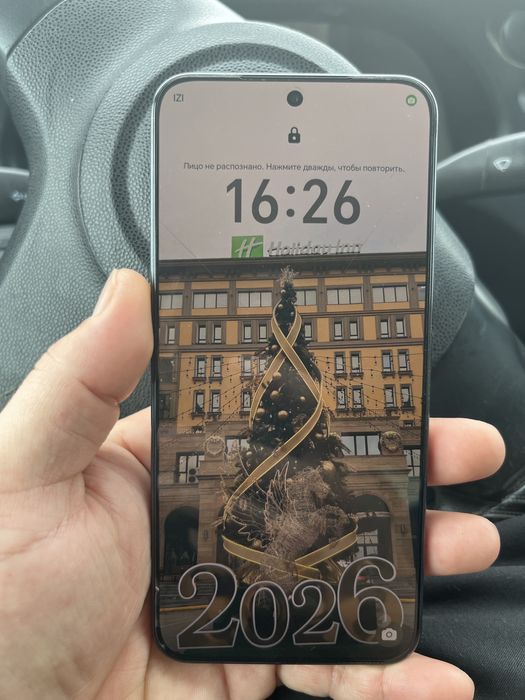 IZI
Лицо не распознано. Нажмите дважды, чтобы повторить.
16:26
H Holiday Inn
2026